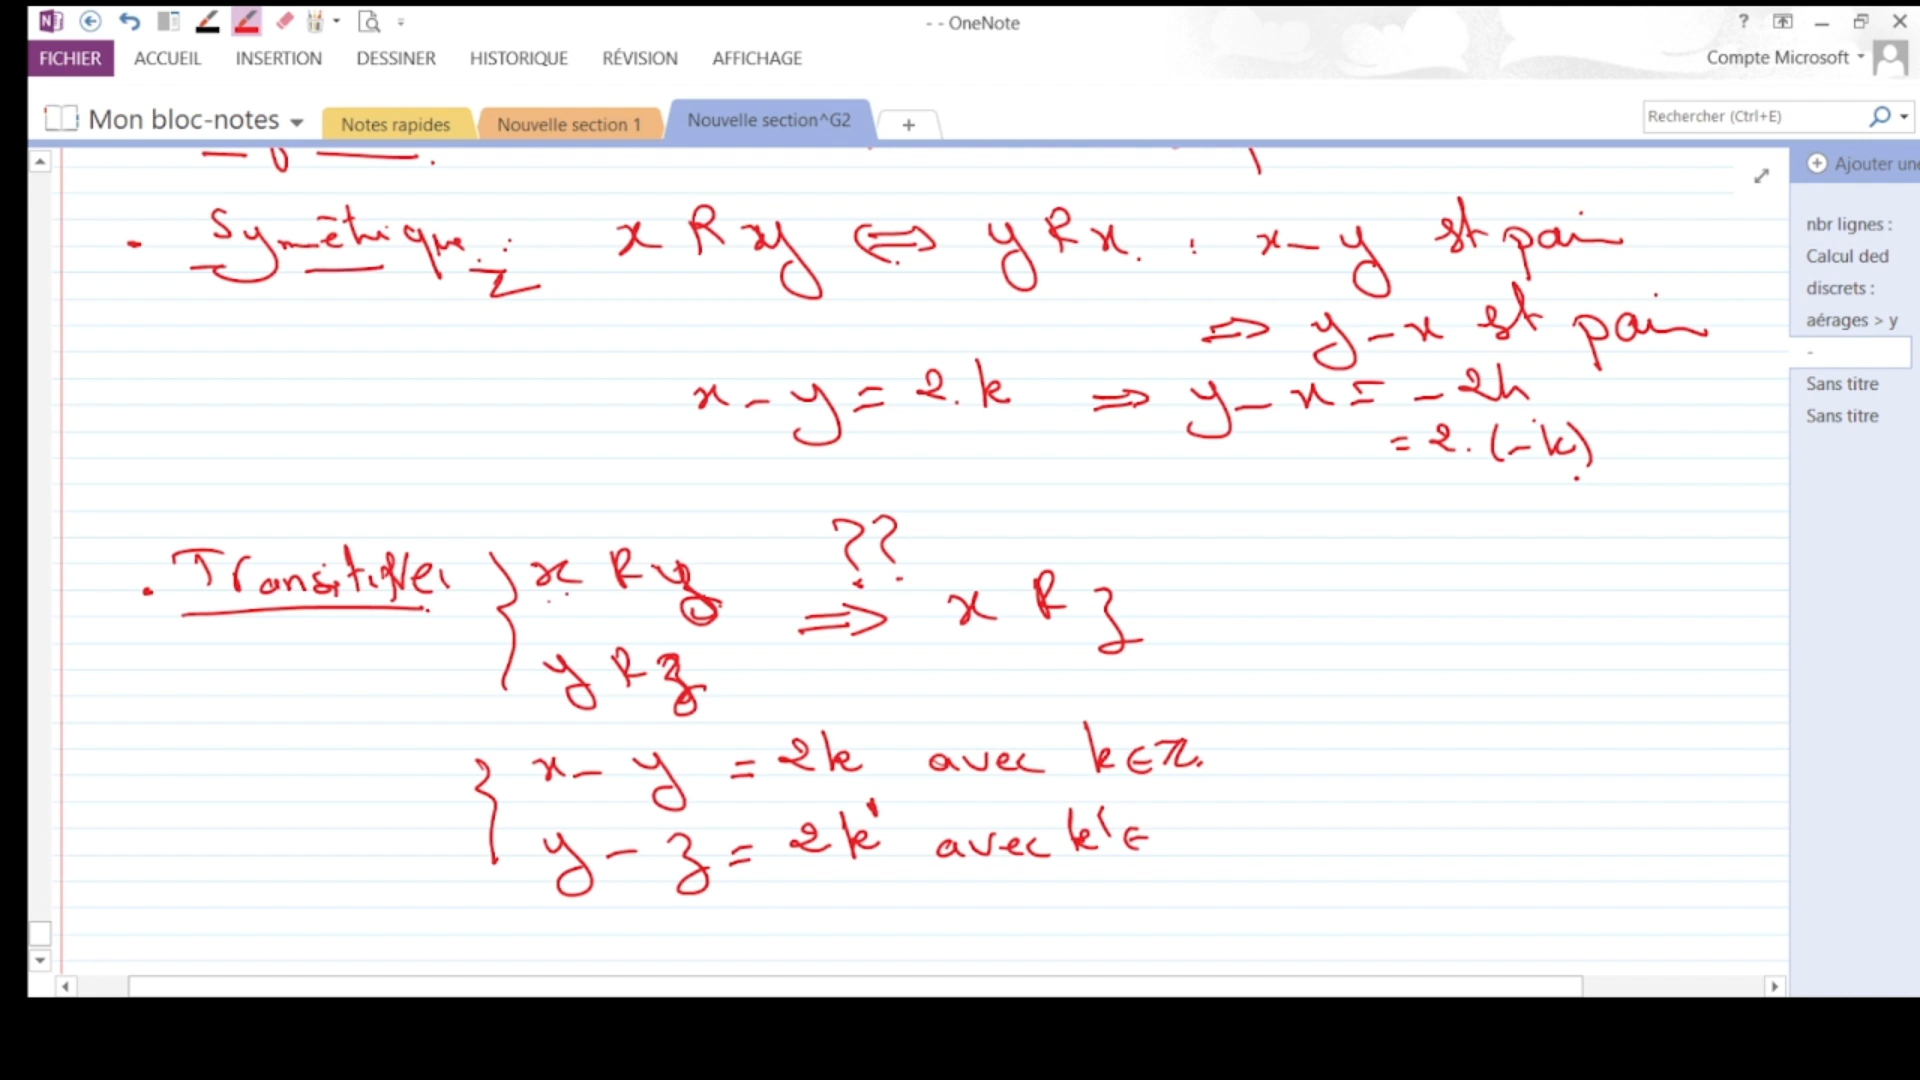 - - OneNote
?
FICHIER ACCUEIL INSERTION DESSINER HISTORIQUE RÉVISION AFFICHAGE
Compte Microsoft
Mon bloc-notes
Notes rapides
Nouvelle section 1
Nouvelle section^G2
+
Rechercher (Ctrl+E)
Ajouter une
nbr lignes :
Calcul ded
discrets :
aérages > y
-
Sans titre
Sans titre
. Symétrique : x R y ⇔ y R x : x - y est pair
⇒ y - x est pair
x - y = 2.k ⇒ y - x = - 2k
= 2.(-k)
??
. Transitive : { x R y ⇒ x R z
y R z
{ x - y = 2k avec k ∈ ℤ.
y - z = 2k' avec k' ∈